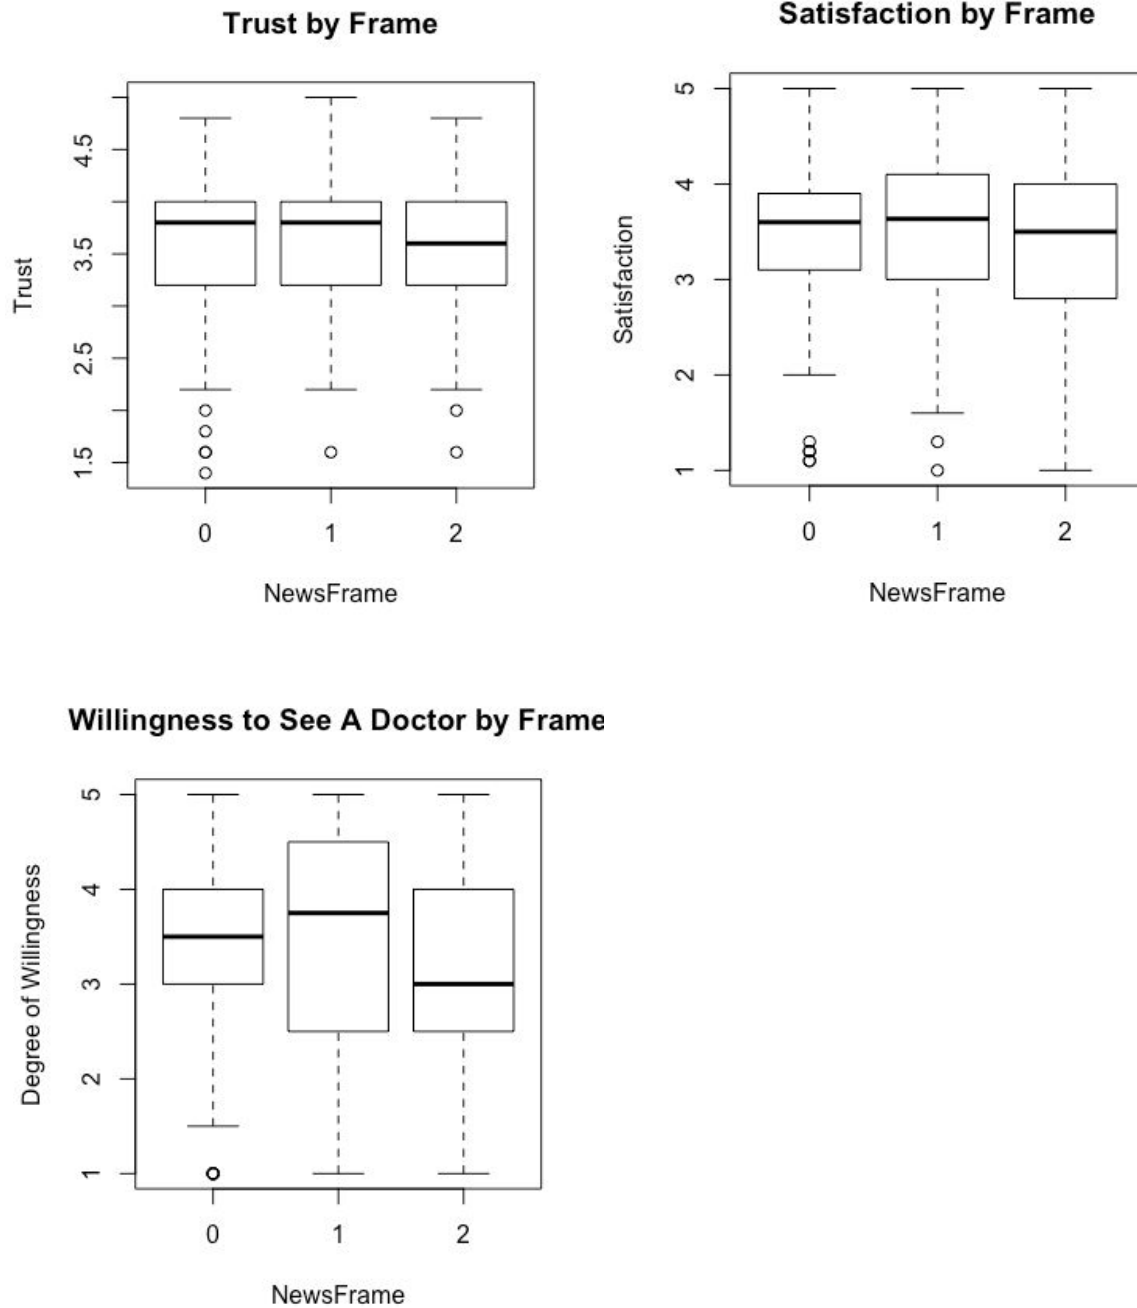 Trust by Frame
Trust
4.5
3.5
2.5
1.5
0 1 2
NewsFrame
Satisfaction by Frame
Satisfaction
5
4
3
2
1
0 1 2
NewsFrame
Willingness to See A Doctor by Frame
Degree of Willingness
5
4
3
2
1
0 1 2
NewsFrame